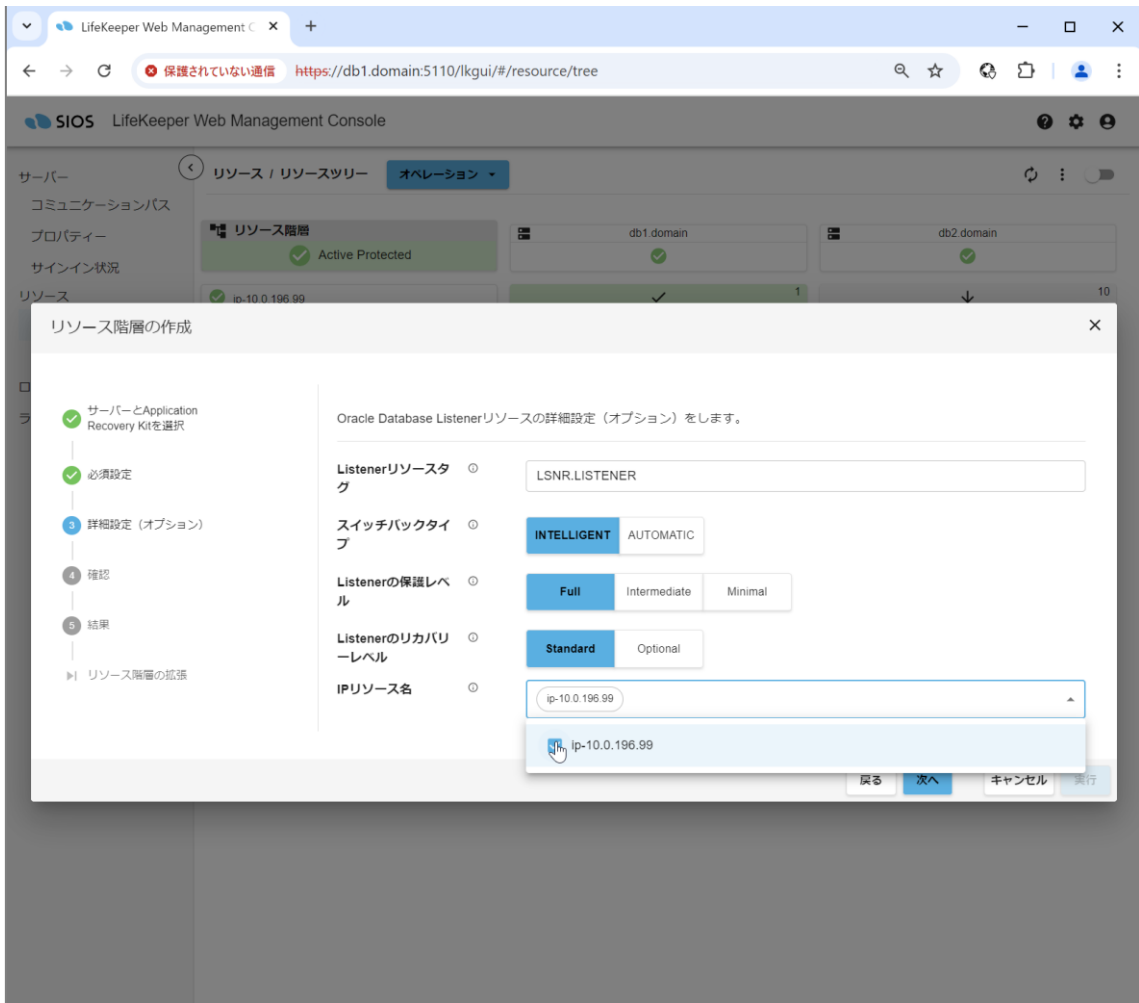 LifeKeeper Web Management C
保護されていない通信 https://db1.domain:5110/lkgui/#/resource/tree
SIOS LifeKeeper Web Management Console
サーバー
コミュニケーションパス
プロパティー
サインイン状況
リソース
リソース / リソースツリー オペレーション
リソース階層 db1.domain db2.domain
Active Protected
ip-10.0.196.99 1 10
ロ
ラ
リソース階層の作成
サーバーとApplication
Recovery Kitを選択
必須設定
3 詳細設定（オプション）
4 確認
5 結果
リソース階層の拡張
Oracle Database Listenerリソースの詳細設定（オプション）をします。
Listenerリソースタ
グ
LSNR.LISTENER
スイッチバックタイ
プ
INTELLIGENT AUTOMATIC
Listenerの保護レベ
ル
Full Intermediate Minimal
Listenerのリカバリ
ーレベル
Standard Optional
IPリソース名
ip-10.0.196.99
ip-10.0.196.99
戻る 次へ キャンセル 実行